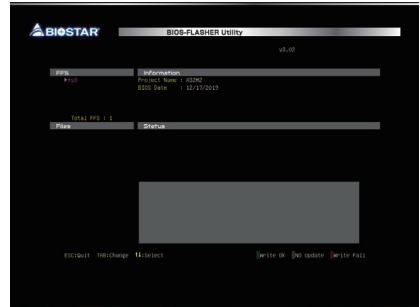 BIOSTAR
BIOS-FLASHER Utility
v3.02
FFS
Information
▶fs0
Project Name : A32M2
BIOS Date : 12/17/2019
Total FFS : 1
Files
Status
ESC:Quit TAB:Change ↑↓:Select
Write OK NO Update Write Fail